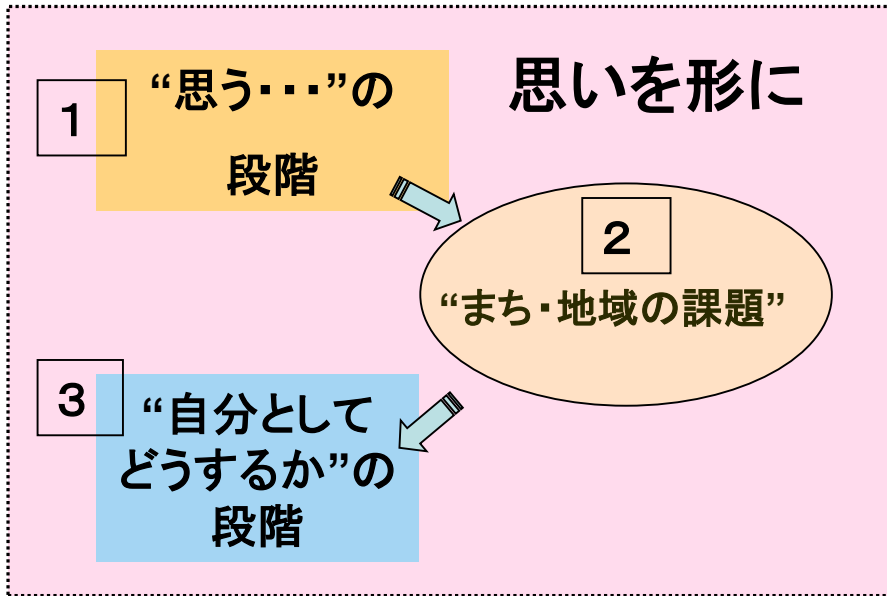 思いを形に
１
“思う・・・”の
段階
２
“まち・地域の課題”
３
“自分として
どうするか”の
段階